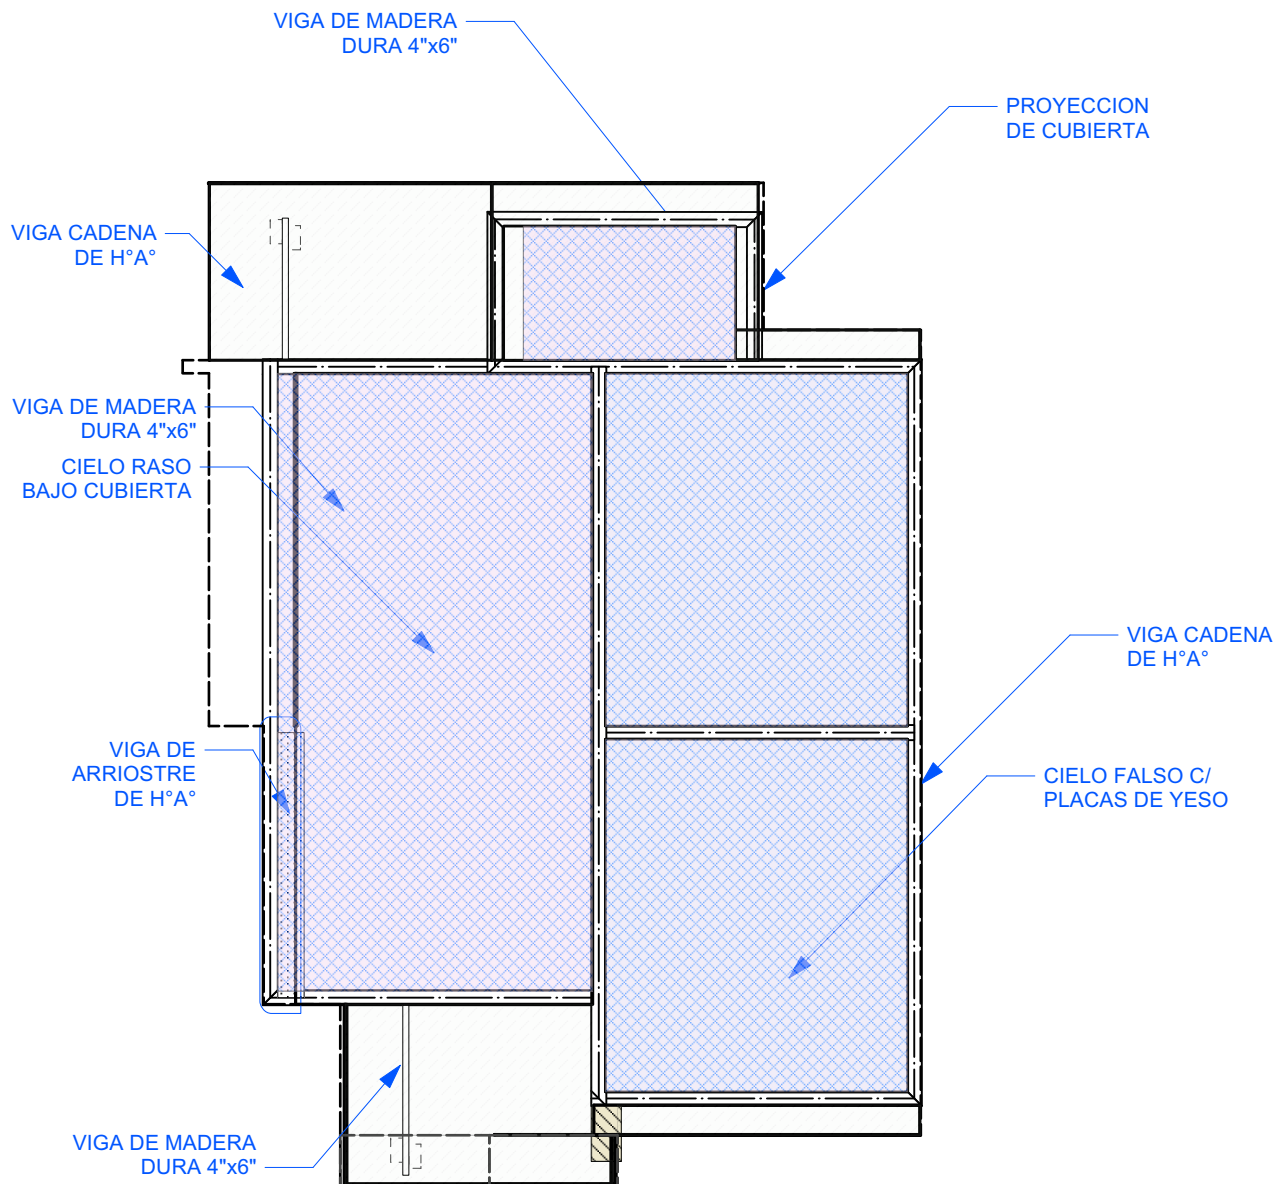 VIGA DE MADERA
DURA 4"x6"
PROYECCION
DE CUBIERTA
VIGA CADENA
DE H°A°
VIGA DE MADERA
DURA 4"x6"
CIELO RASO
BAJO CUBIERTA
VIGA CADENA
DE H°A°
VIGA DE
ARRIOSTRE
DE H°A°
CIELO FALSO C/
PLACAS DE YESO
VIGA DE MADERA
DURA 4"x6"